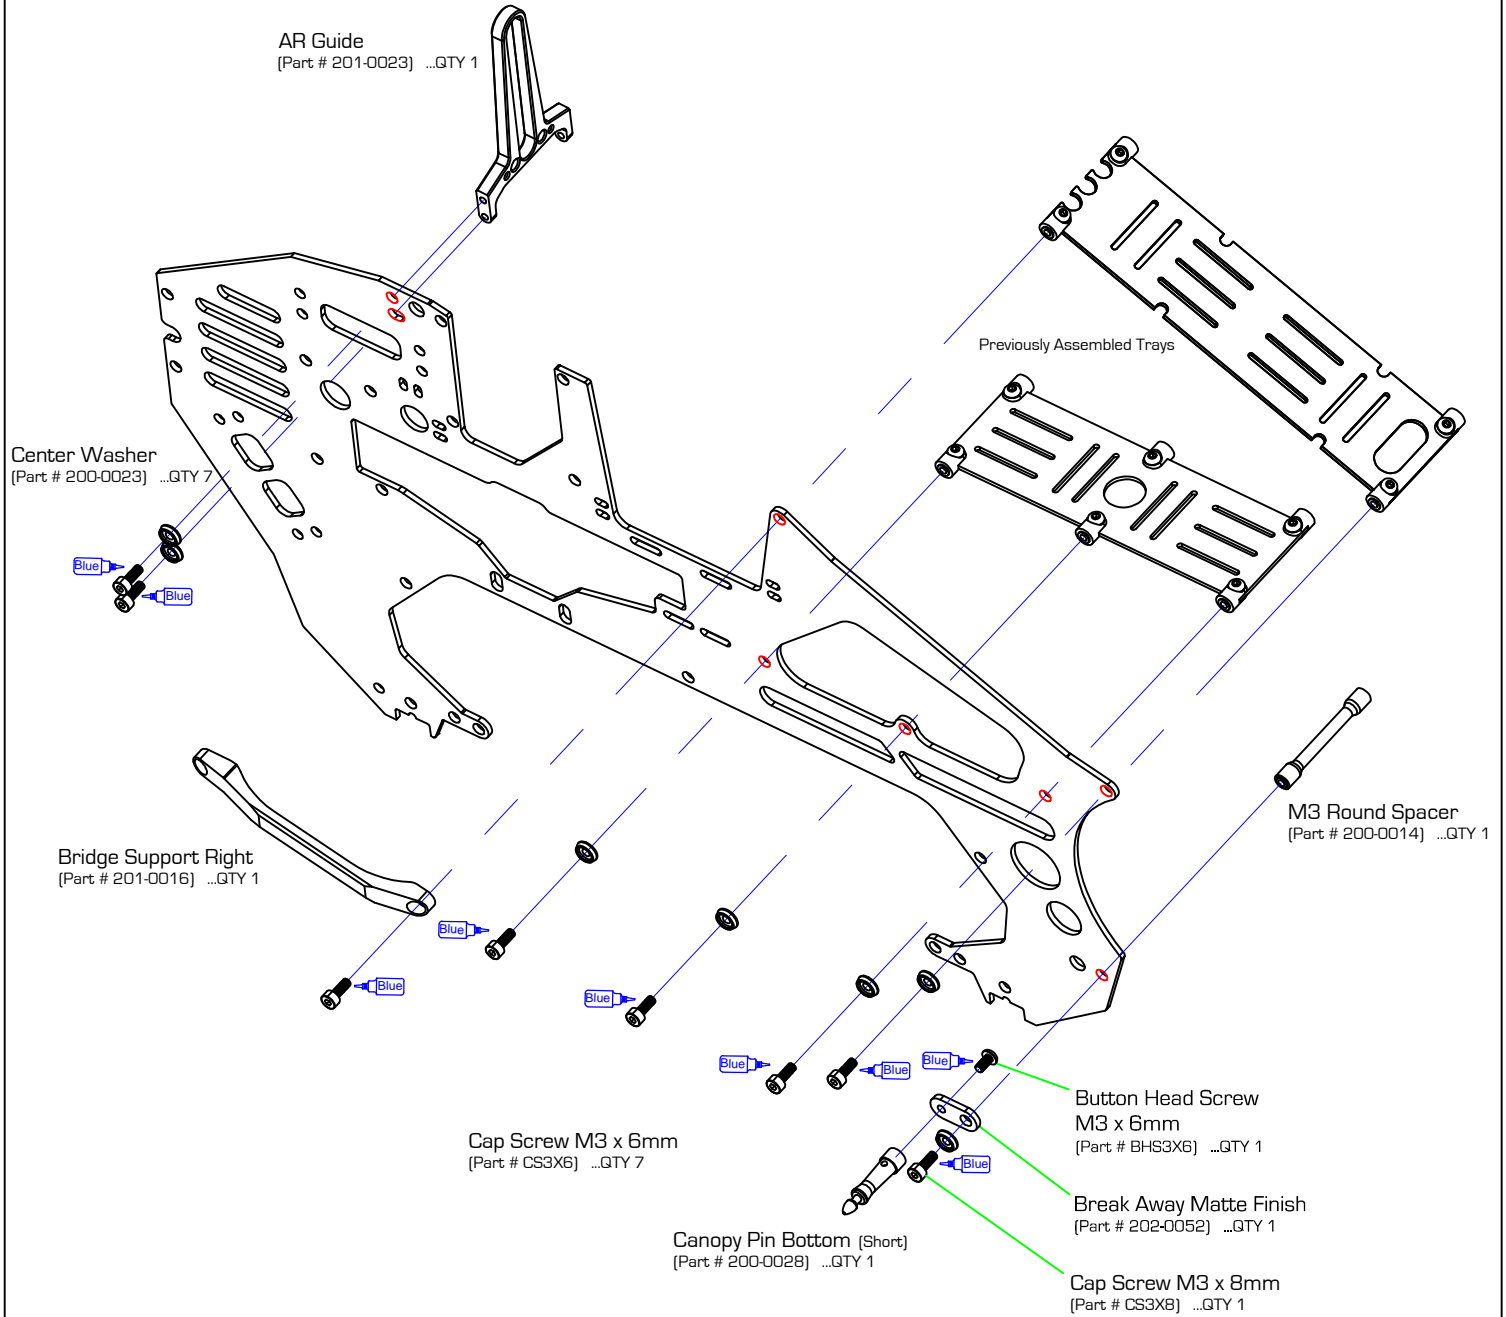 AR Guide
(Part # 201-0023) ...QTY 1
Previously Assembled Trays
Center Washer
(Part # 200-0023) ...QTY 7
Blue
Blue
M3 Round Spacer
(Part # 200-0014) ...QTY 1
Bridge Support Right
(Part # 201-0016) ...QTY 1
Blue
Blue
Blue
Blue
Blue
Blue
Button Head Screw
M3 x 6mm
(Part # BHS3X6) ...QTY 1
Cap Screw M3 x 6mm
(Part # CS3X6) ...QTY 7
Blue
Break Away Matte Finish
(Part # 202-0052) ...QTY 1
Canopy Pin Bottom (Short)
(Part # 200-0028) ...QTY 1
Cap Screw M3 x 8mm
(Part # CS3X8) ...QTY 1